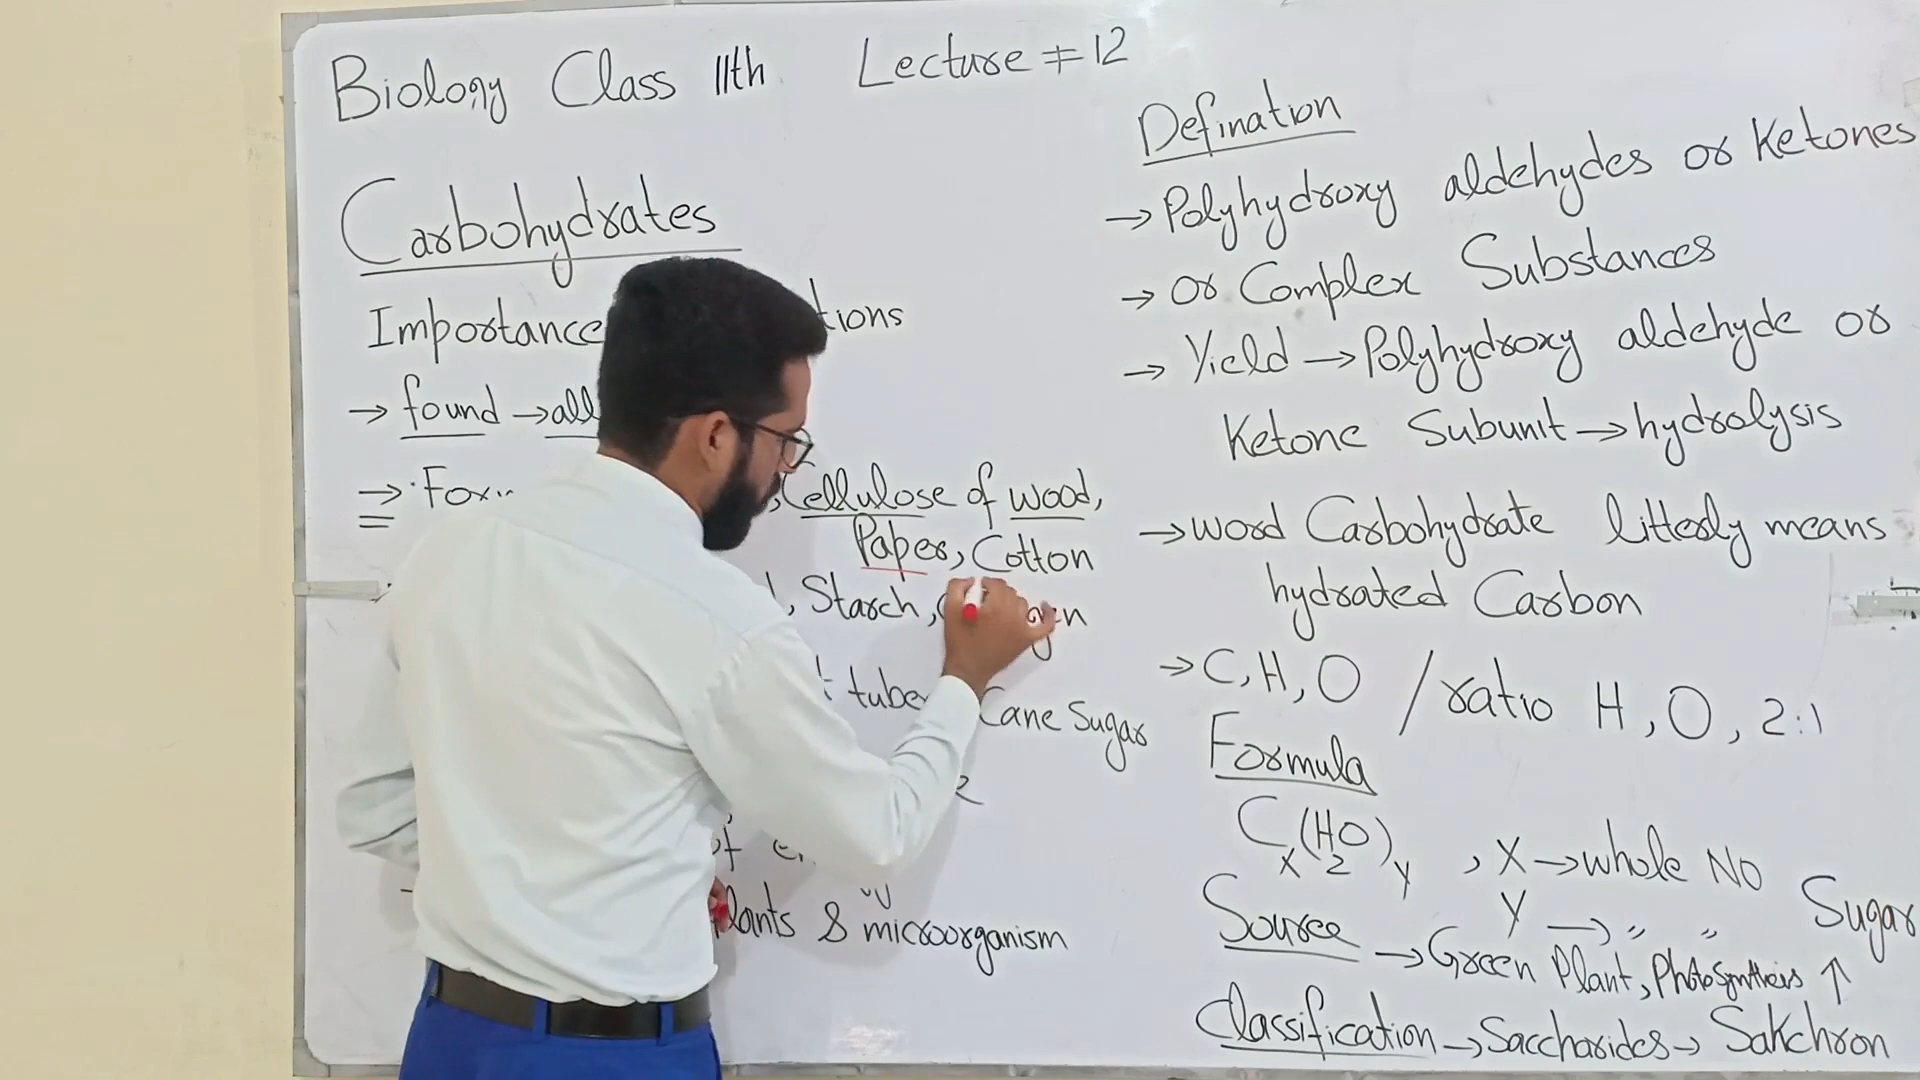 Biology Class 11th Lecture # 12
Carbohydrates
Importance
→ found → all
→
Cellulose of wood,
Paper, Cotton
, Starch,
Cane Sugar
of
Plants & microorganism
Defination
→ Polyhydroxy aldehydes or Ketones
→ or Complex Substances
→ Yield → Polyhydroxy aldehyde or
Ketone Subunit → hydrolysis
→ word Carbohydrate litterly means
hydrated Carbon
→ C, H, O / ratio H, O, 2:1
Formula
Cx(H2O)y , X → whole NO
Y → " "
Source → Green Plant, Photosynthesis ↑ Sugar
Classification → Saccharides → Sakchron